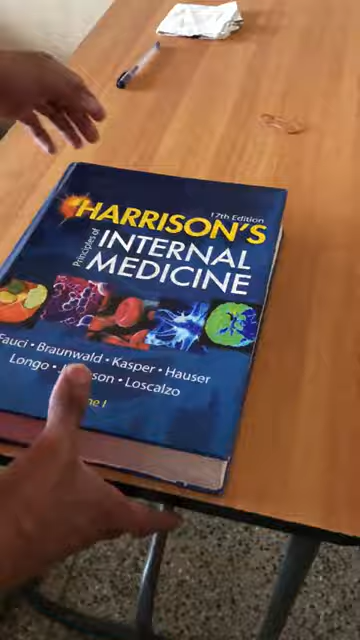 17th Edition
HARRISON'S
Principles of
INTERNAL
MEDICINE
Fauci • Braunwald • Kasper • Hauser
Longo • • Loscalzo